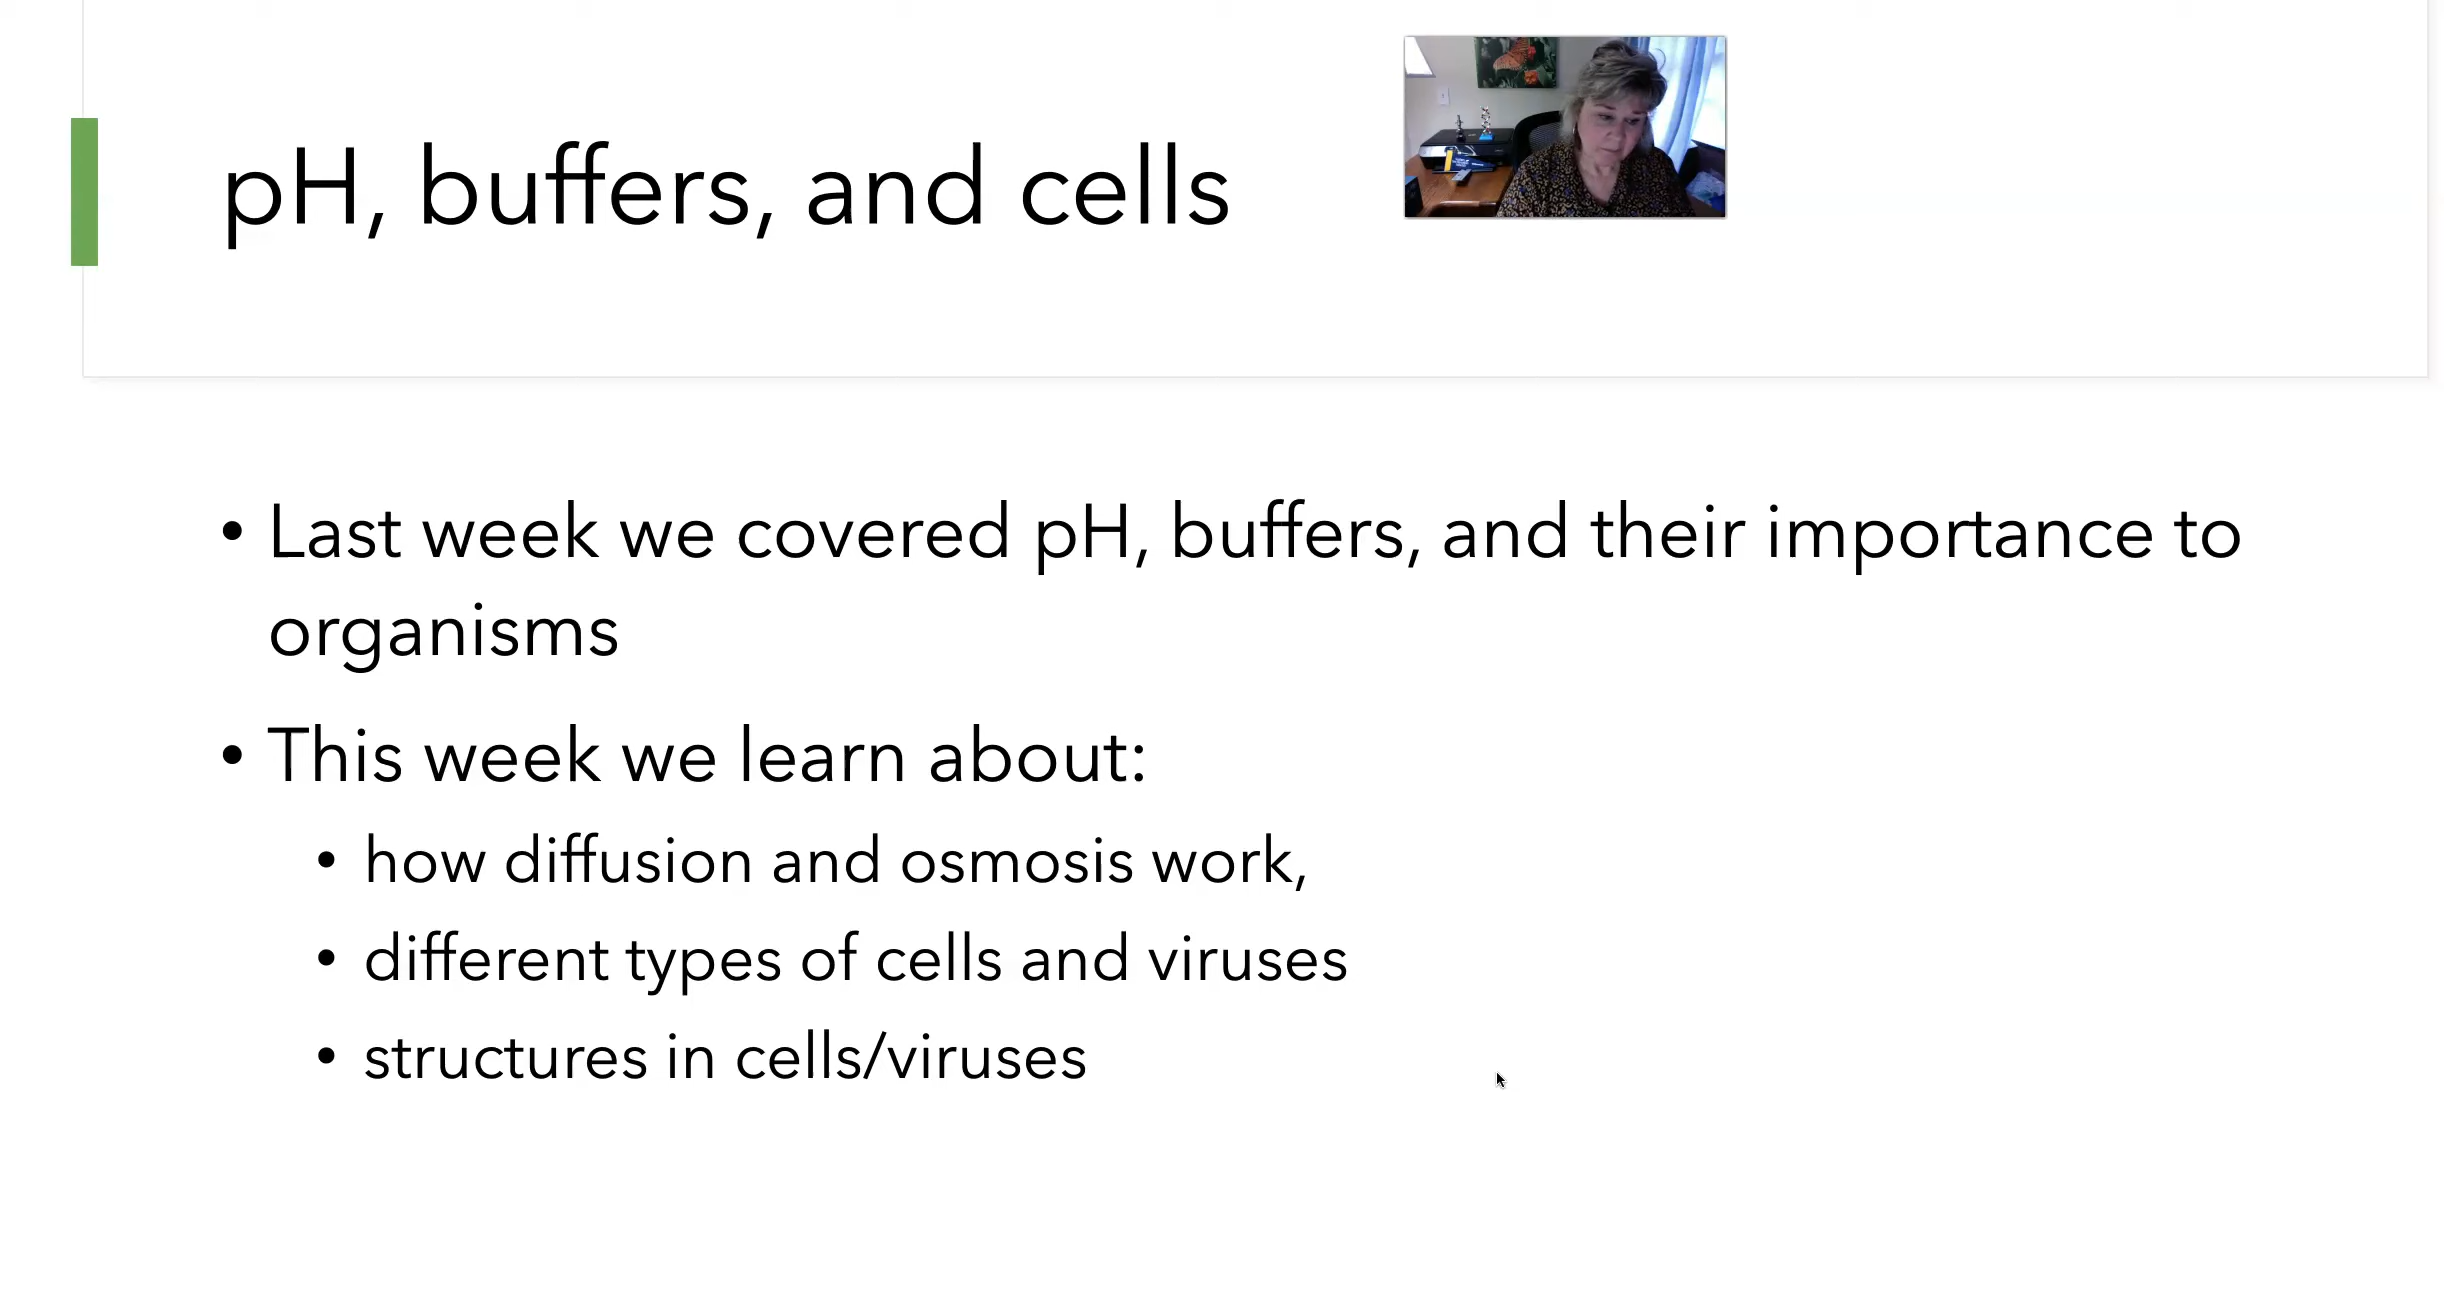 pH, buffers, and cells
• Last week we covered pH, buffers, and their importance to
organisms
• This week we learn about:
• how diffusion and osmosis work,
• different types of cells and viruses
• structures in cells/viruses